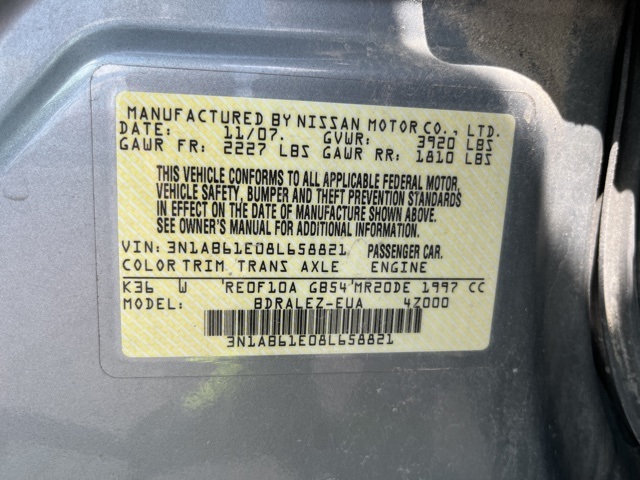 MANUFACTURED BY NISSAN MOTOR CO., LTD.
DATE: 11/07. GVWR: 3920 LBS
GAWR FR: 2227 LBS GAWR RR: 1810 LBS
THIS VEHICLE CONFORMS TO ALL APPLICABLE FEDERAL MOTOR
VEHICLE SAFETY, BUMPER AND THEFT PREVENTION STANDARDS
IN EFFECT ON THE DATE OF MANUFACTURE SHOWN ABOVE.
SEE OWNER'S MANUAL FOR ADDITIONAL INFORMATION.
VIN: 3N1AB61E08L658821 PASSENGER CAR.
COLOR TRIM TRANS AXLE ENGINE
K36 W 'RE0F10A GB54'MR20DE 1997 CC
MODEL: BDRALEZ-EUA 4Z000
3N1AB61E08L658821